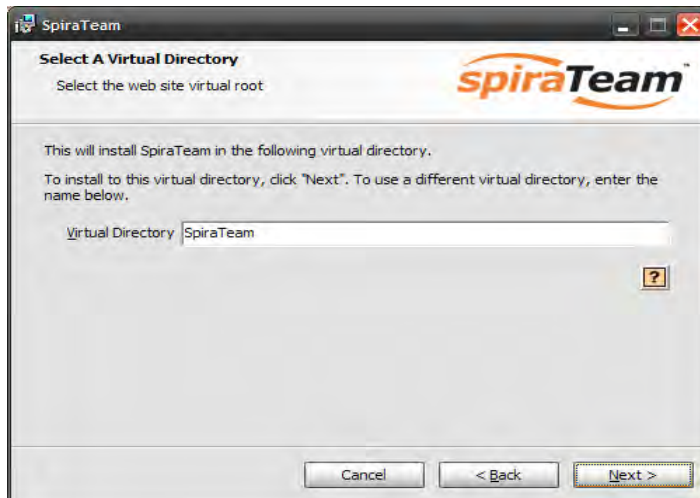 SpiraTeam
Select A Virtual Directory
Select the web site virtual root
spiraTeam™
This will install SpiraTeam in the following virtual directory.
To install to this virtual directory, click "Next". To use a different virtual directory, enter the
name below.
Virtual Directory SpiraTeam
?
Cancel < Back Next >